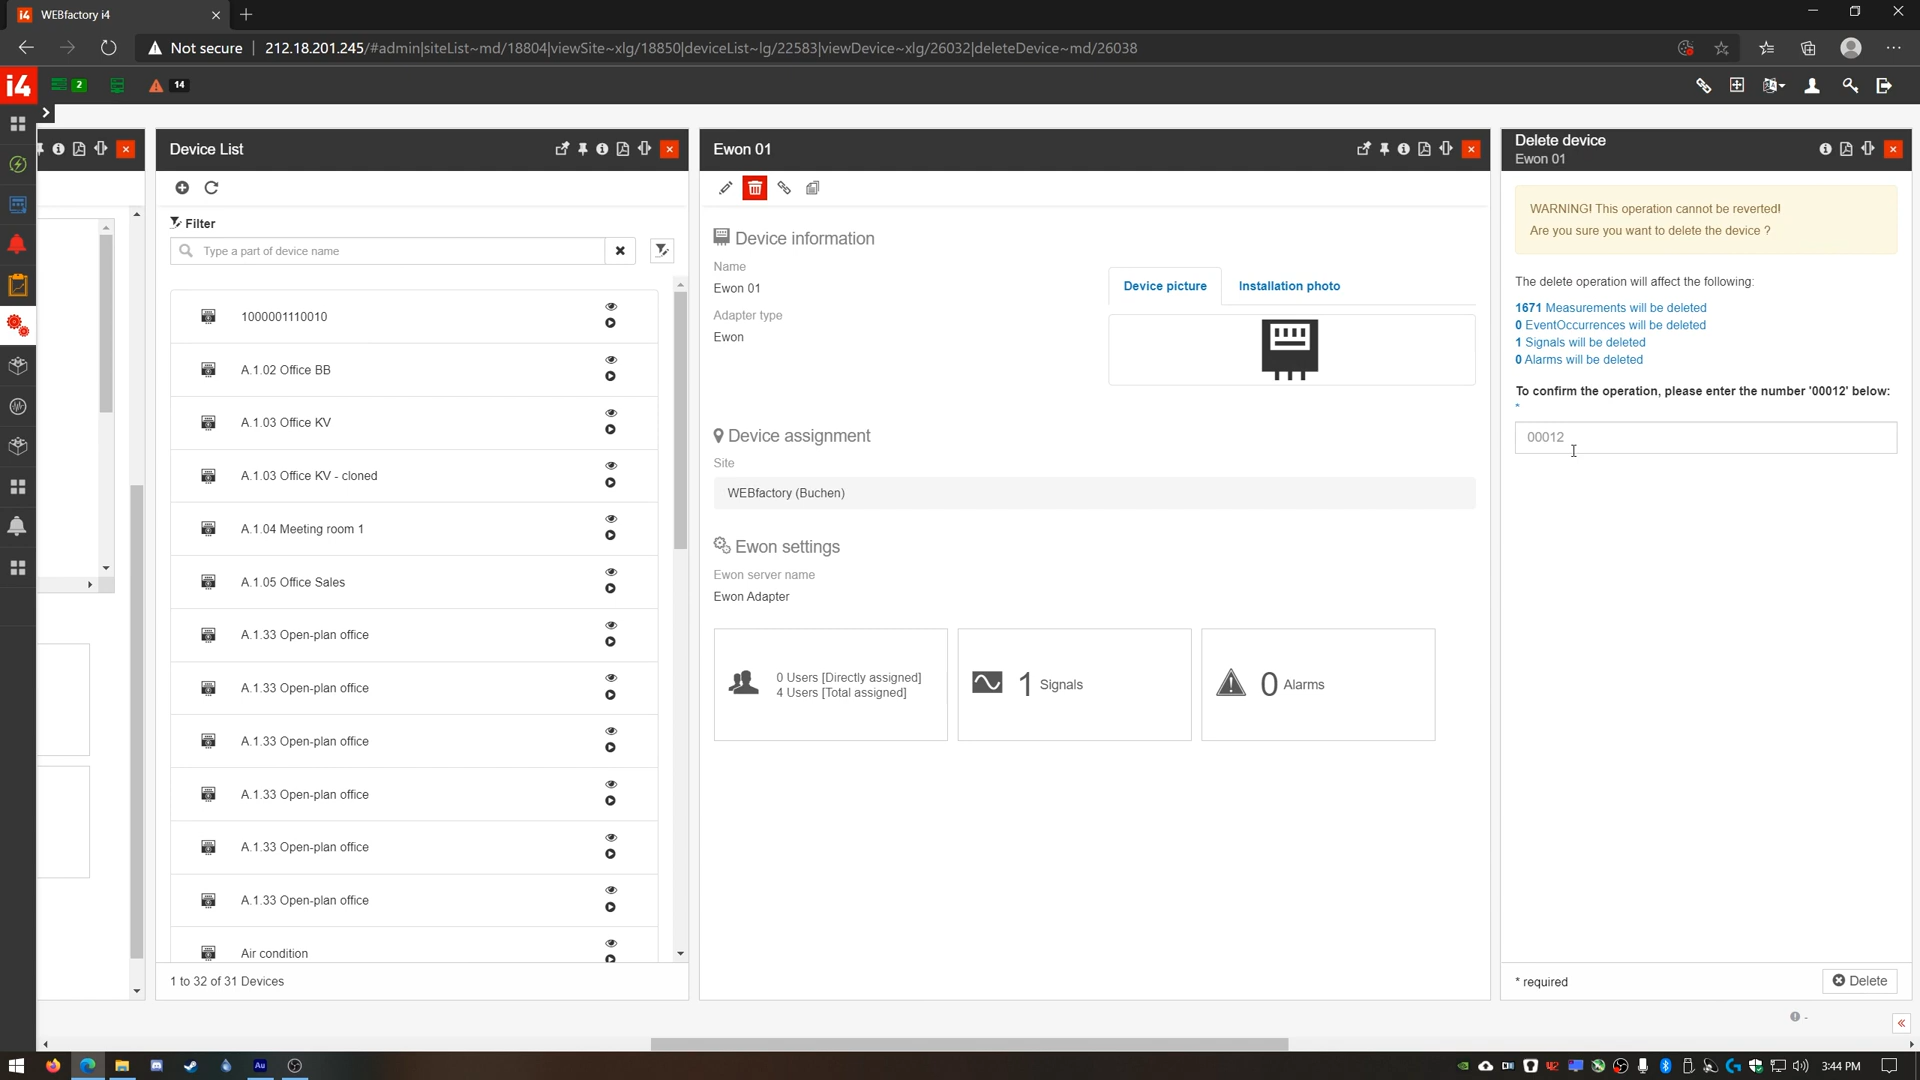 i4 WEBfactory i4
Not secure 212.18.201.245/#admin|siteList~md/18804|viewSite~xlg/18850|deviceList~lg/22583|viewDevice~xlg/26032|deleteDevice~md/26038
i4 2 14
Device List
Filter
Type a part of device name
1000001110010
A.1.02 Office BB
A.1.03 Office KV
A.1.03 Office KV - cloned
A.1.04 Meeting room 1
A.1.05 Office Sales
A.1.33 Open-plan office
A.1.33 Open-plan office
A.1.33 Open-plan office
A.1.33 Open-plan office
A.1.33 Open-plan office
A.1.33 Open-plan office
Air condition
1 to 32 of 31 Devices
Ewon 01
Device information
Name
Ewon 01
Adapter type
Ewon
Device picture
Installation photo
Device assignment
Site
WEBfactory (Buchen)
Ewon settings
Ewon server name
Ewon Adapter
0 Users [Directly assigned]
4 Users [Total assigned]
1 Signals
0 Alarms
Delete device
Ewon 01
WARNING! This operation cannot be reverted!
Are you sure you want to delete the device ?
The delete operation will affect the following:
1671 Measurements will be deleted
0 EventOccurrences will be deleted
1 Signals will be deleted
0 Alarms will be deleted
To confirm the operation, please enter the number '00012' below:
*
00012
* required
Delete
-
Au
3:44 PM